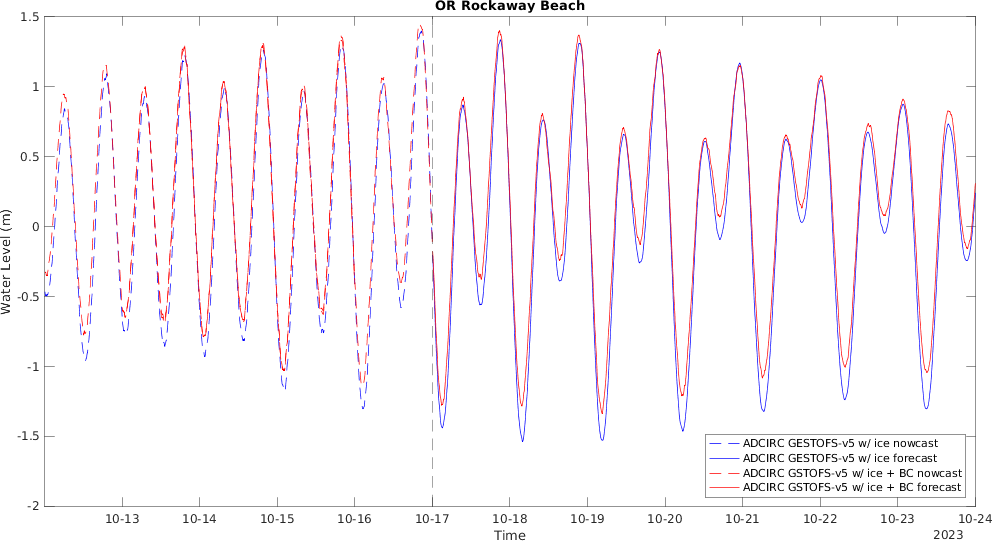 OR Rockaway Beach
1.5
1
0.5
0
-0.5
-1
-1.5
-2
Water Level (m)
10-13 10-14 10-15 10-16 10-17 10-18 10-19 10-20 10-21 10-22 10-23 10-24
Time
2023
ADCIRC GESTOFS-v5 w/ ice nowcast
ADCIRC GESTOFS-v5 w/ ice forecast
ADCIRC GSTOFS-v5 w/ ice + BC nowcast
ADCIRC GSTOFS-v5 w/ ice + BC forecast